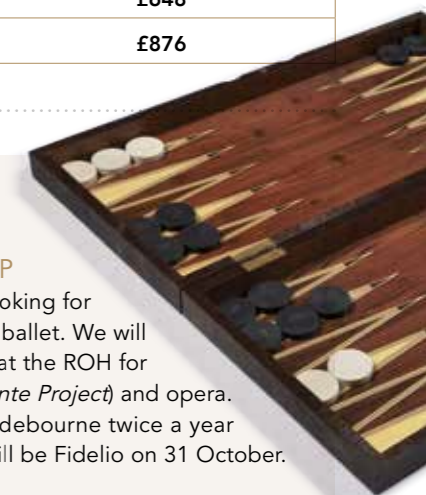 £876
P
oking for
ballet. We will
at the ROH for
nte Project) and opera.
debourne twice a year
ill be Fidelio on 31 October.